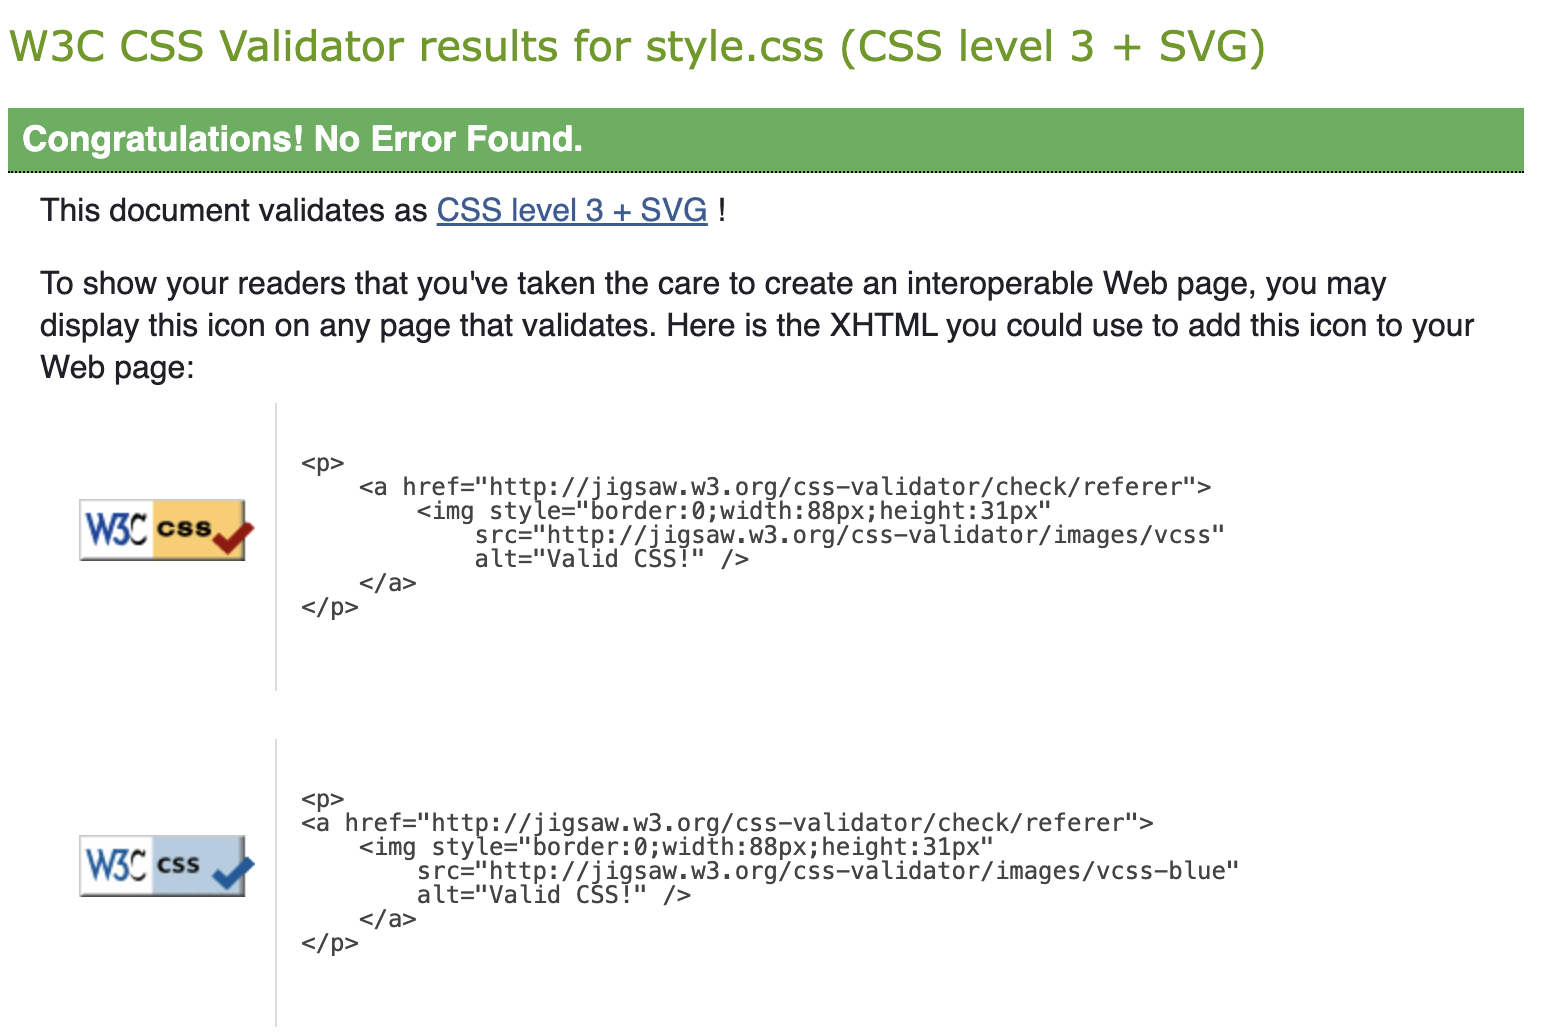 W3C CSS Validator results for style.css (CSS level 3 + SVG)
Congratulations! No Error Found.
This document validates as CSS level 3 + SVG !
To show your readers that you've taken the care to create an interoperable Web page, you may
display this icon on any page that validates. Here is the XHTML you could use to add this icon to your
Web page:
W3C css
<p>
    <a href="http://jigsaw.w3.org/css-validator/check/referer">
        <img style="border:0;width:88px;height:31px"
            src="http://jigsaw.w3.org/css-validator/images/vcss"
            alt="Valid CSS!" />
    </a>
</p>
W3C css
<p>
<a href="http://jigsaw.w3.org/css-validator/check/referer">
    <img style="border:0;width:88px;height:31px"
        src="http://jigsaw.w3.org/css-validator/images/vcss-blue"
        alt="Valid CSS!" />
    </a>
</p>